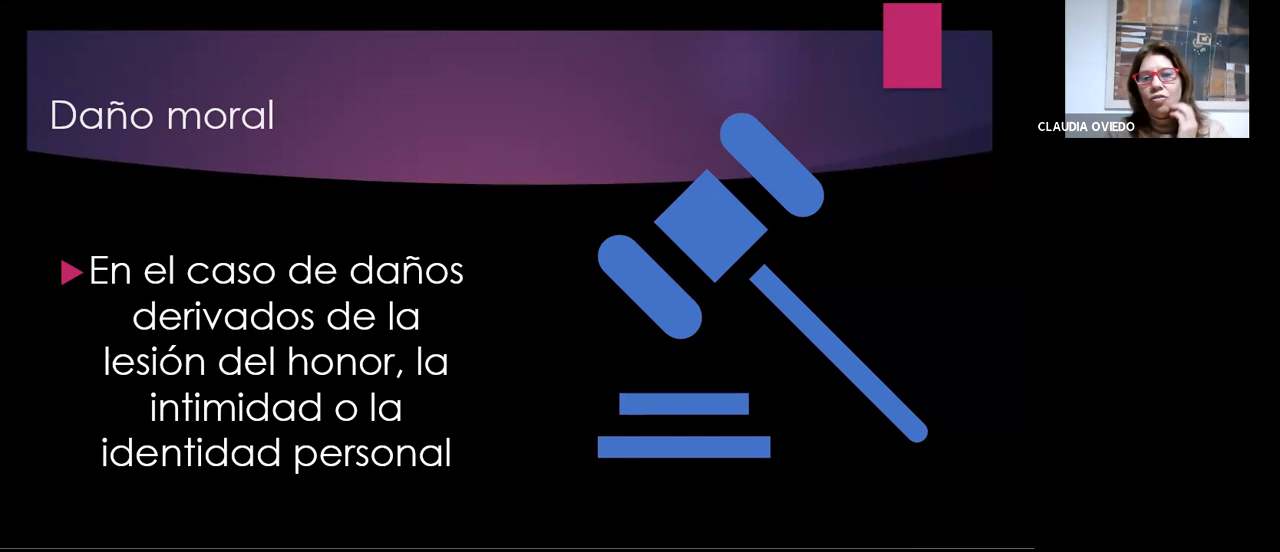 Daño moral
En el caso de daños
derivados de la
lesión del honor, la
intimidad o la
identidad personal
CLAUDIA OVIEDO